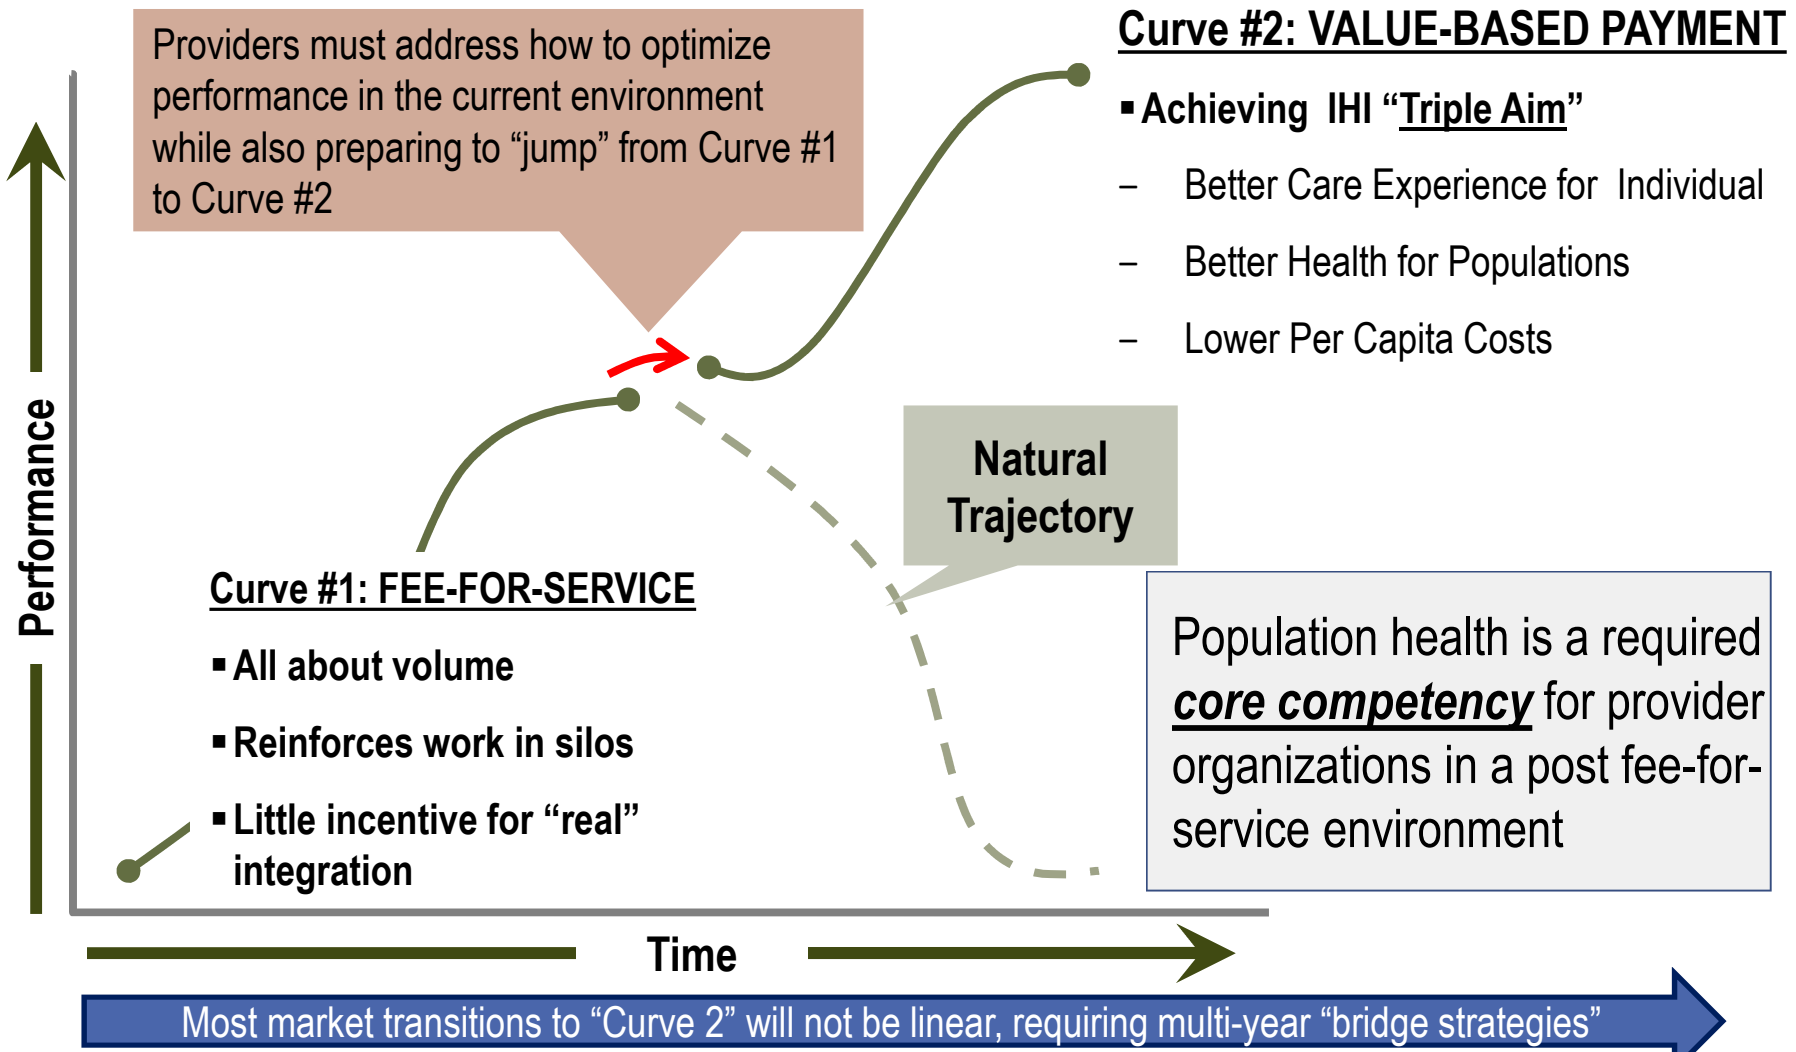 Providers must address how to optimize
performance in the current environment
while also preparing to “jump” from Curve #1
to Curve #2
Curve #2: VALUE-BASED PAYMENT
▪Achieving IHI “Triple Aim”
– Better Care Experience for Individual
– Better Health for Populations
– Lower Per Capita Costs
Performance
Natural
Trajectory
Curve #1: FEE-FOR-SERVICE
▪All about volume
▪Reinforces work in silos
▪Little incentive for “real”
integration
Population health is a required
core competency for provider
organizations in a post fee-for-
service environment
Time
Most market transitions to “Curve 2” will not be linear, requiring multi-year “bridge strategies”